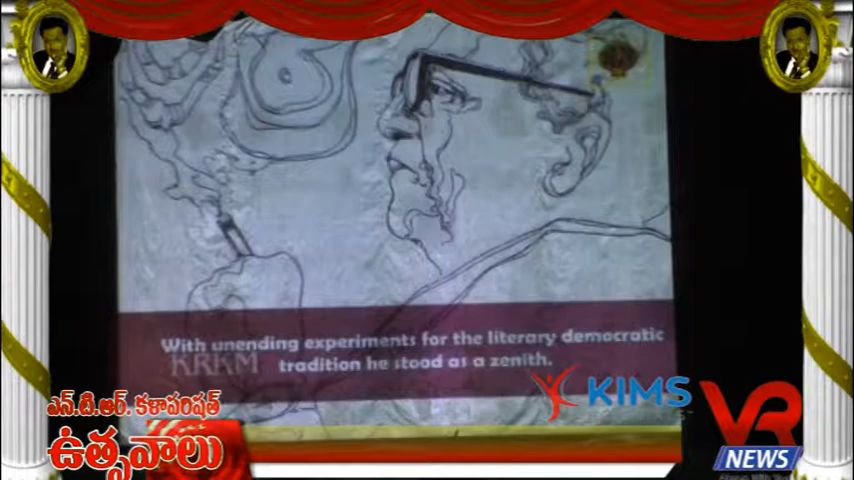 With unending experiments for the literary democratic
tradition he stood as a zenith.
KRKM
KIMS
ఎన్.టి.ఆర్. కళాపరిషత్
ఉత్సవాలు
VR
NEWS